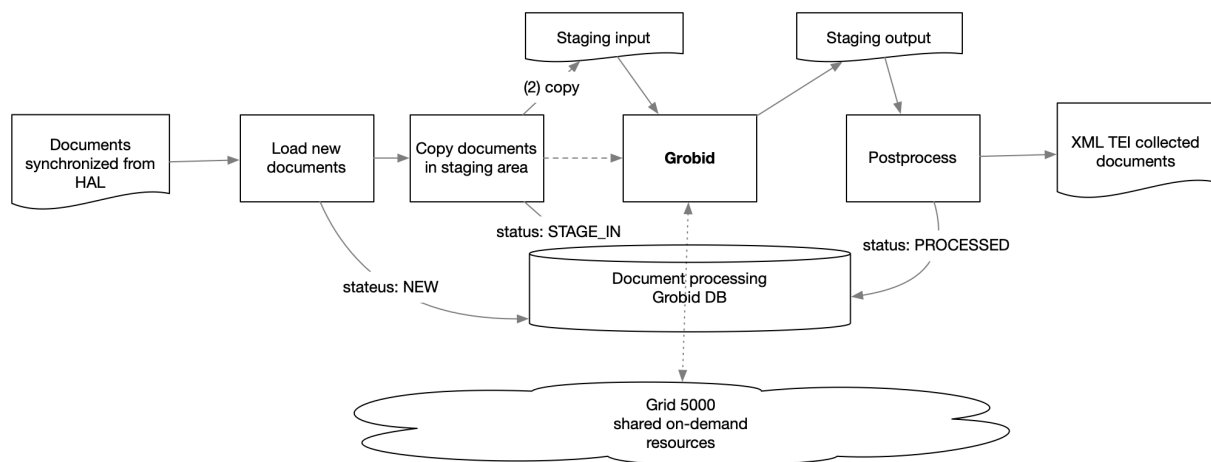 Staging input
Staging output
(2) copy
Documents
synchronized from
HAL
Load new
documents
Copy documents
in staging area
Grobid
Postprocess
XML TEI collected
documents
status: STAGE_IN
status: PROCESSED
stateus: NEW
Document processing
Grobid DB
Grid 5000
shared on-demand
resources